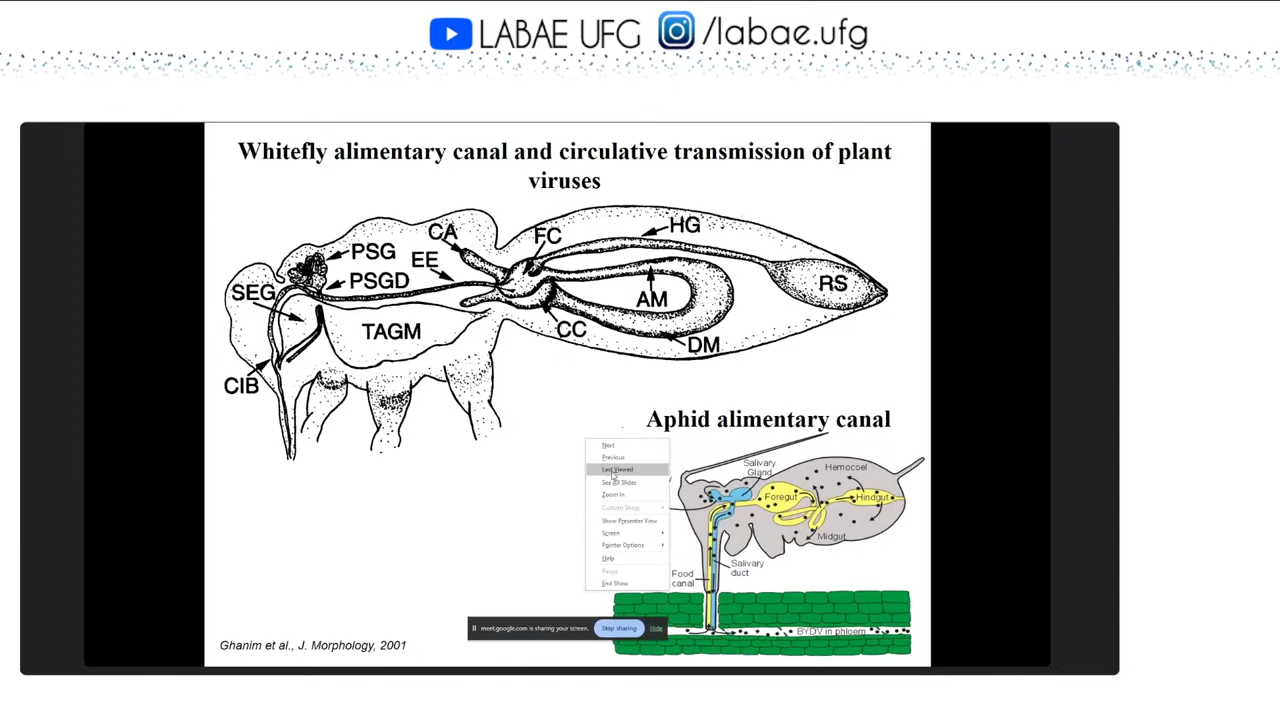 LABAE UFG /labae.ufg
Whitefly alimentary canal and circulative transmission of plant
viruses
CA
FC
HG
PSG
EE
PSGD
SEG
TAGM
CIB
AM
CC
DM
RS
Aphid alimentary canal
Next
Previous
Last Viewed
See All Slides
Zoom In
Custom Show
Show Presenter View
Screen
Pointer Options
Help
Pause
End Show
Salivary
Gland
Hemocoel
Foregut
Hindgut
Midgut
Salivary
duct
Food
canal
BYDV in phloem
meet.google.com is sharing your screen. Stop sharing Hide
Ghanim et al., J. Morphology, 2001